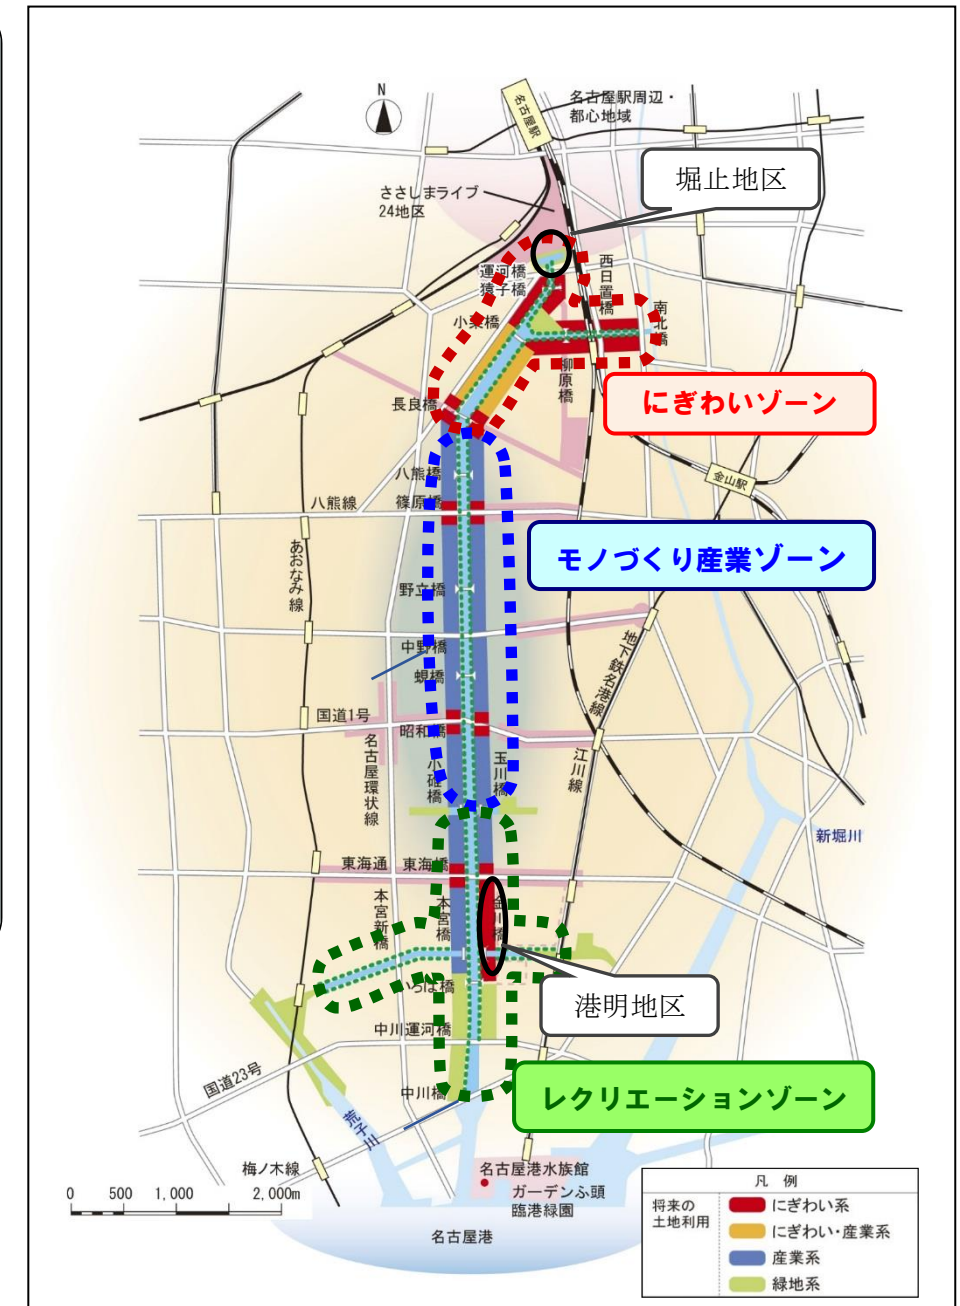 N
名古屋駅
名古屋駅周辺・
都心地域
堀止地区
ささしまライブ
24地区
運河橋
猿子橋
西日置橋
小栗橋
南北橋
柳原橋
長良橋
にぎわいゾーン
八熊橋
金山駅
八熊線
篠原橋
モノづくり産業ゾーン
あおなみ線
野立橋
中野橋
蜆橋
地下鉄名港線
国道1号
昭和橋
名古屋環状線
小碓橋
玉川橋
江川線
新堀川
東海通
東海橋
本宮新橋
本宮橋
金川橋
いろは橋
港明地区
中川運河橋
国道23号
中川橋
レクリエーションゾーン
荒子川
梅ノ木線
名古屋港水族館
ガーデンふ頭
臨港緑園
0 500 1,000 2,000m
名古屋港
凡 例
将来の
土地利用
にぎわい系
にぎわい・産業系
産業系
緑地系